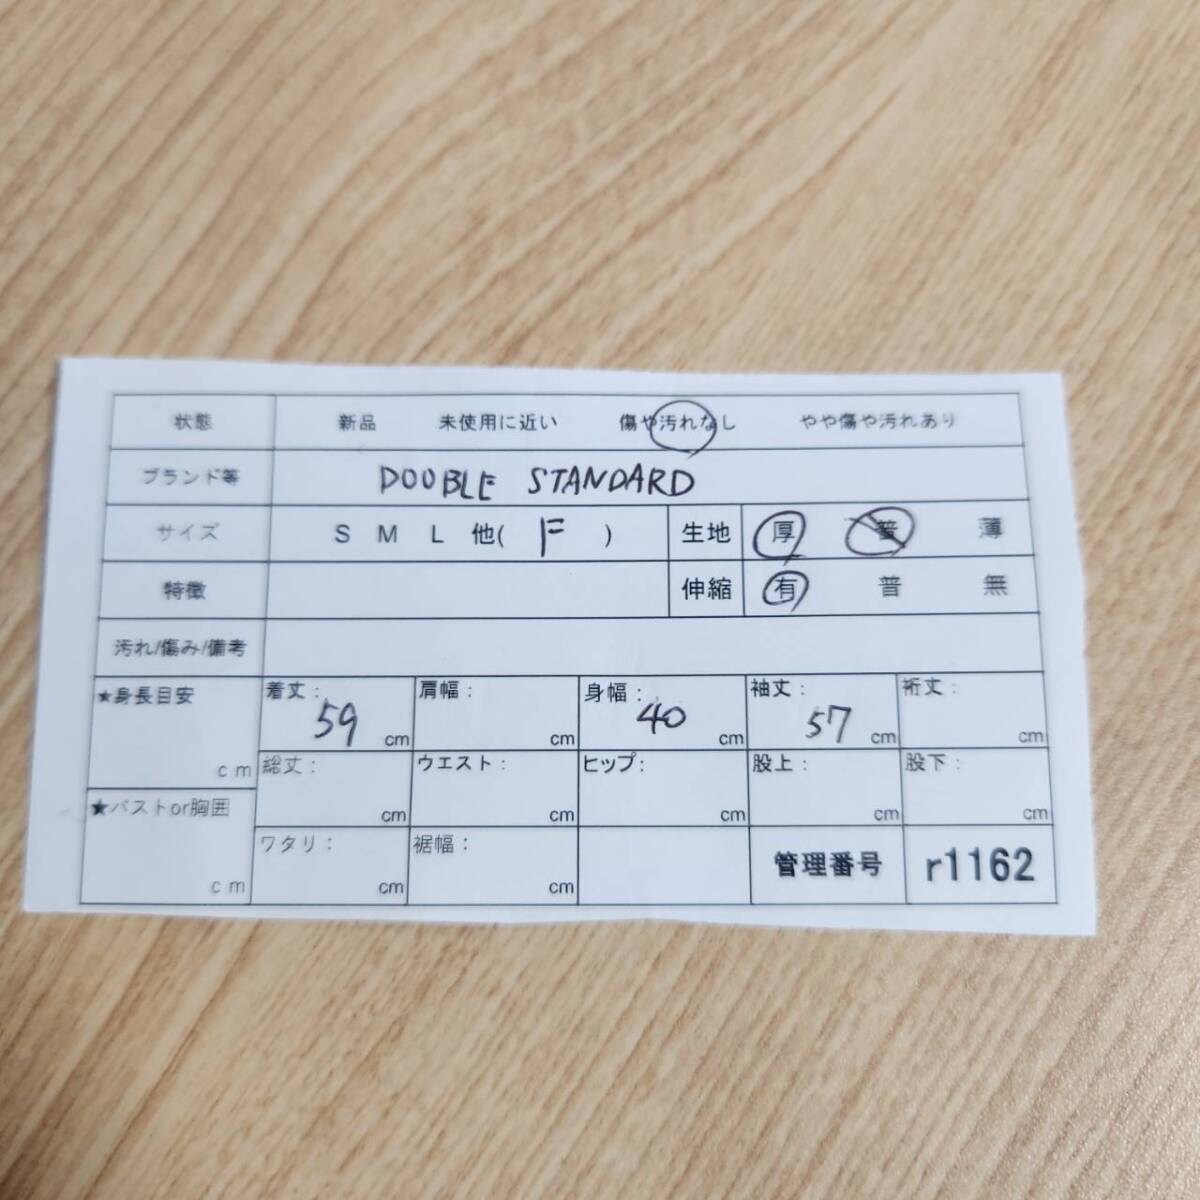 状態 新品 未使用に近い 傷や汚れなし やや傷や汚れあり
ブランド等 DOUBLE STANDARD
サイズ S M L 他( F ) 生地 厚 普 薄
特徴 伸縮 有 普 無
汚れ/傷み/備考
★身長目安 cm 着丈: 59 cm 肩幅: cm 身幅: 40 cm 袖丈: 57 cm 裄丈: cm
総丈: cm ウエスト: cm ヒップ: cm 股上: cm 股下: cm
★バストor胸囲 cm ワタリ: cm 裾幅: cm 管理番号 r1162